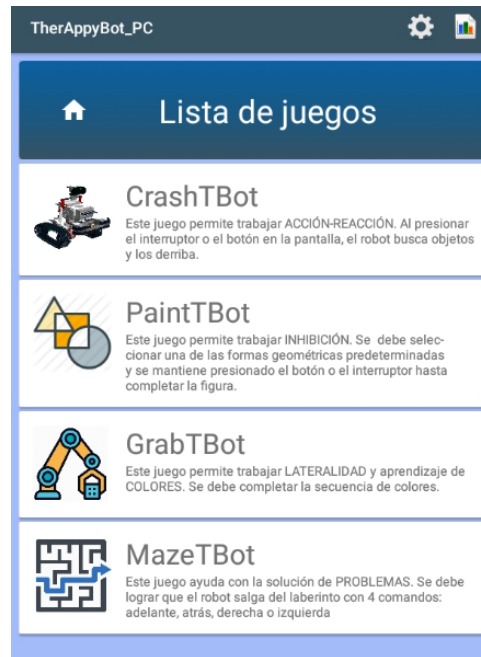 TherAppyBot_PC
Lista de juegos
CrashTBot
Este juego permite trabajar ACCIÓN-REACCIÓN. Al presionar
el interruptor o el botón en la pantalla, el robot busca objetos
y los derriba.
PaintTBot
Este juego permite trabajar INHIBICIÓN. Se debe selec-
cionar una de las formas geométricas predeterminadas
y se mantiene presionado el botón o el interruptor hasta
completar la figura.
GrabTBot
Este juego permite trabajar LATERALIDAD y aprendizaje de
COLORES. Se debe completar la secuencia de colores.
MazeTBot
Este juego ayuda con la solución de PROBLEMAS. Se debe
lograr que el robot salga del laberinto con 4 comandos:
adelante, atrás, derecha o izquierda